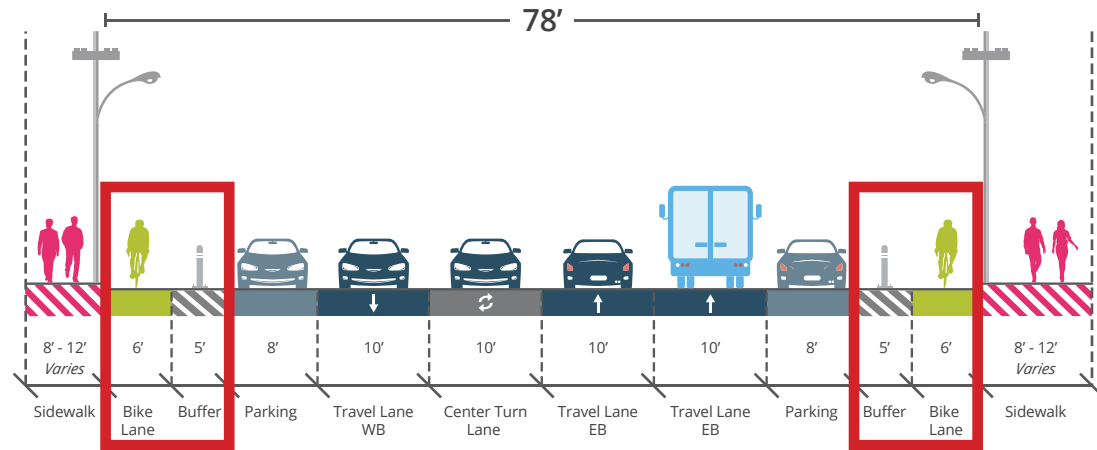 78’
8’ - 12’
Varies
6’
5’
8’
10’
10’
10’
10’
8’
5’
6’
8’ - 12’
Varies
Sidewalk
Bike
Lane
Buffer
Parking
Travel Lane
WB
Center Turn
Lane
Travel Lane
EB
Travel Lane
EB
Parking
Buffer
Bike
Lane
Sidewalk